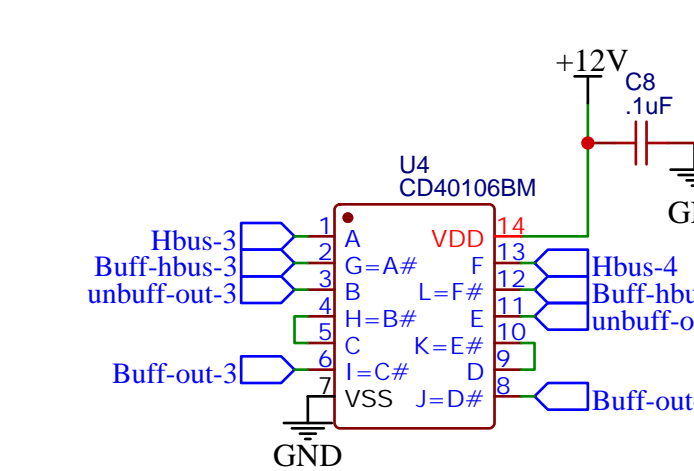 +12V
C8
.1uF
U4
CD40106BM
Hbus-3
Buff-hbus-3
unbuff-out-3
Buff-out-3
1
2
3
4
5
6
7
A
G=A#
B
H=B#
C
I=C#
VSS
VDD
F
L=F#
E
K=E#
D
J=D#
14
13
12
11
10
9
8
Hbus-4
GND